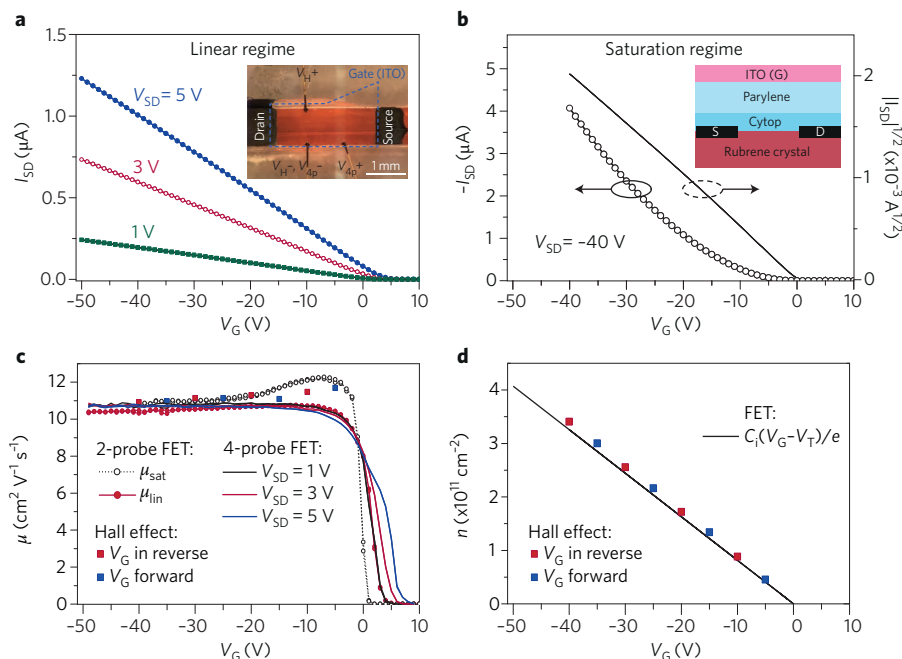 a
Linear regime
1.25
1.00
0.75
0.50
0.25
0.0
I_SD (μA)
V_SD = 5 V
3 V
1 V
V_H+
Gate (ITO)
Drain
Source
V_H−, V_4p− V_4p+
1 mm
−50 −40 −30 −20 −10 0 10
V_G (V)
b
Saturation regime
5
4
3
2
1
0
−I_SD (μA)
V_SD = −40 V
ITO (G)
Parylene
Cytop
S D
Rubrene crystal
2
1
0
|I_SD|^1/2 (x10^−3 A^1/2)
−50 −40 −30 −20 −10 0 10
V_G (V)
c
12
10
8
6
4
2
0
μ (cm² V⁻¹ s⁻¹)
2-probe FET:
μ_sat
μ_lin
4-probe FET:
V_SD = 1 V
V_SD = 3 V
V_SD = 5 V
Hall effect:
V_G in reverse
V_G forward
−50 −40 −30 −20 −10 0 10
V_G (V)
d
4
3
2
1
0
n (x10^11 cm^−2)
FET:
C_i(V_G−V_T)/e
Hall effect:
V_G in reverse
V_G forward
−50 −40 −30 −20 −10 0 10
V_G (V)